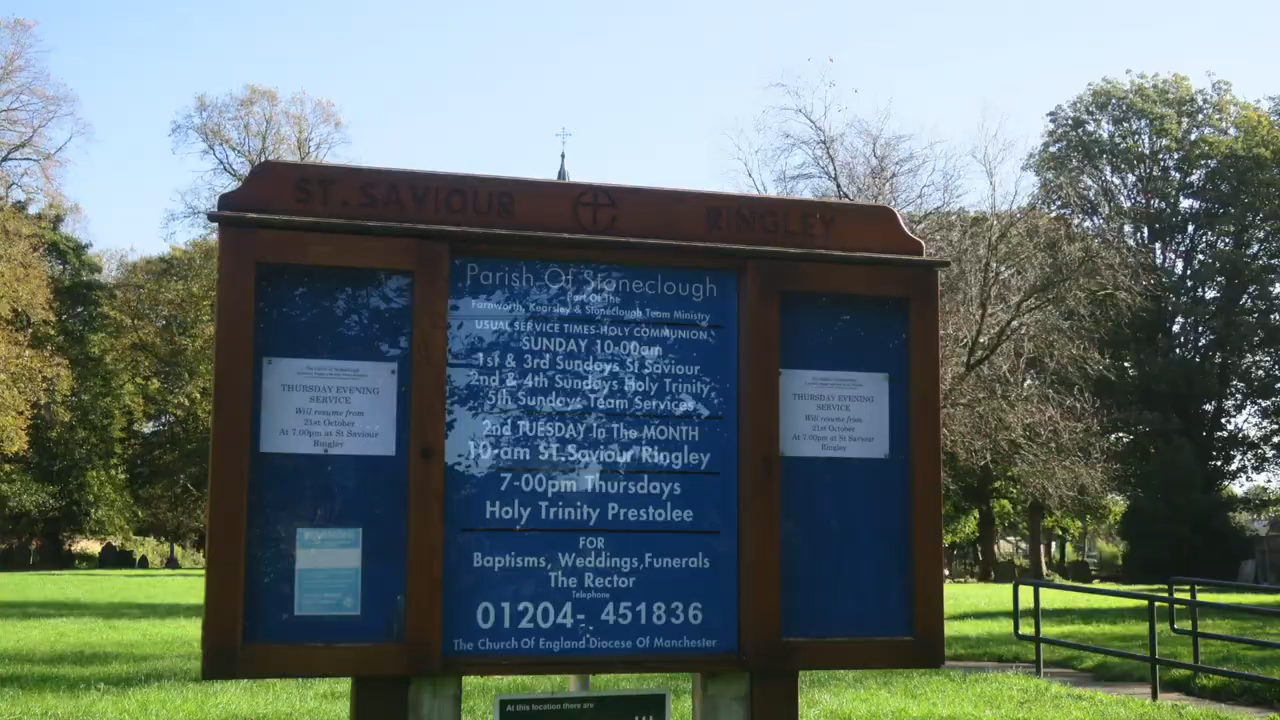 ST. SAVIOUR RINGLEY
THURSDAY EVENING
SERVICE
Will resume from
21st October
At 7.00pm at St Saviour
Ringley
Parish Of Stoneclough
Part Of The
Farnworth, Kearsley & Stoneclough Team Ministry
USUAL SERVICE TIMES-HOLY COMMUNION
SUNDAY 10-00am
1st & 3rd Sundays St Saviour
2nd & 4th Sundays Holy Trinity
5th Sundays Team Services
2nd TUESDAY In The MONTH
10-am ST.Saviour Ringley
7-00pm Thursdays
Holy Trinity Prestolee
FOR
Baptisms, Weddings,Funerals
The Rector
Telephone
01204- 451836
The Church Of England Diocese Of Manchester
THURSDAY EVENING
SERVICE
Will resume from
21st October
At 7.00pm at St Saviour
Ringley
At this location there are